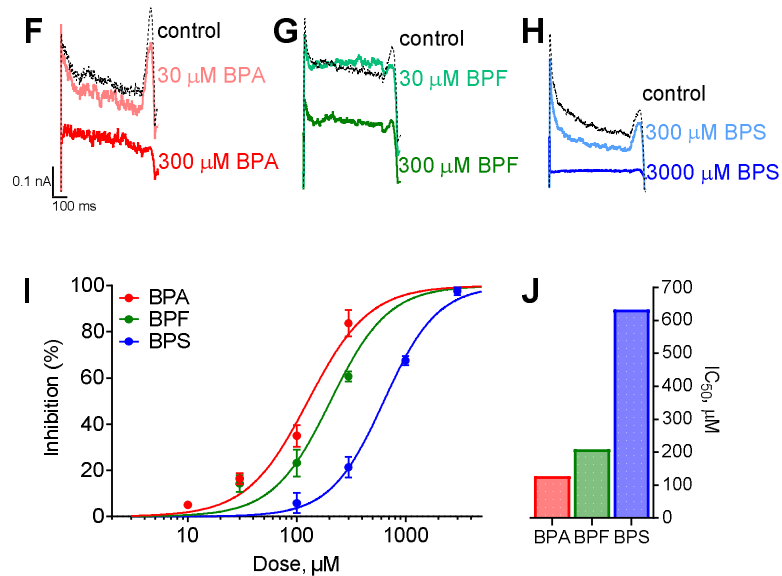 F
control
30 μM BPA
300 μM BPA
0.1 nA
100 ms
G
control
30 μM BPF
300 μM BPF
H
control
300 μM BPS
3000 μM BPS
I
BPA
BPF
BPS
Inhibition (%)
100
80
60
40
20
0
10
100
1000
Dose, μM
J
700
600
500
400
300
200
100
0
IC50, μM
BPA BPF BPS